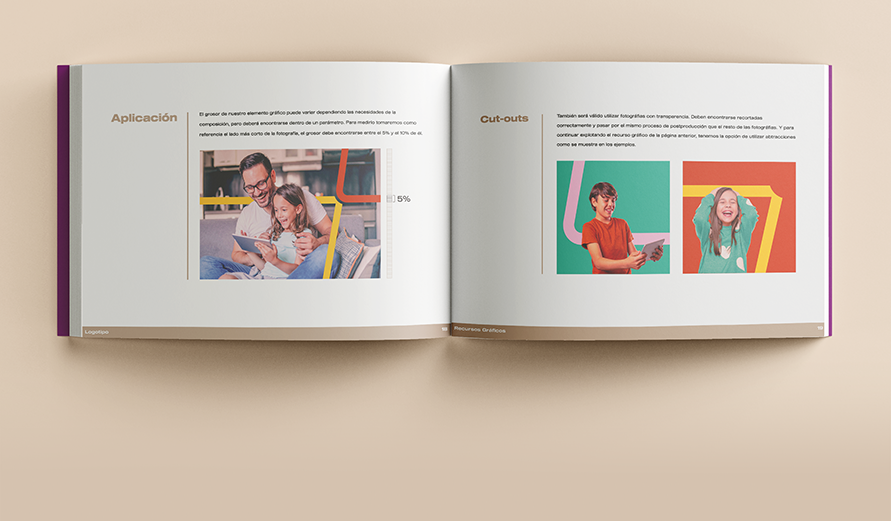 Aplicación
El grosor de nuestro elemento gráfico puede variar dependiendo las necesidades de la
composición, pero deberá encontrarse dentro de un parámetro. Para medirlo tomaremos como
referencia el lado más corto de la fotografía, el grosor debe encontrarse entre el 5% y el 10% de él.
5%
Logotipo
Cut-outs
También será válido utilizar fotografías con transparencia. Deben encontrarse recortadas
correctamente y pasar por el mismo proceso de postproducción que el resto de las fotografías. Y para
continuar explotando el recurso gráfico de la página anterior, tenemos la opción de utilizar abtracciones
como se muestra en los ejemplos.
Recursos Gráficos